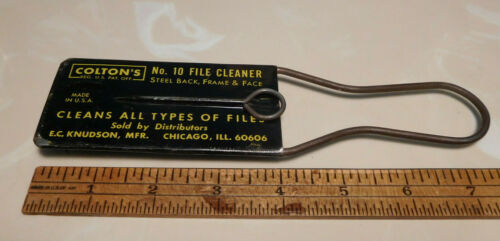 COLTON'S
REG. U.S. PAT. OFF.
No. 10 FILE CLEANER
STEEL BACK, FRAME & FACE
MADE
IN U.S.A.
CLEANS ALL TYPES OF FILES
Sold by Distributors
E.C. KNUDSON, MFR. CHICAGO, ILL. 60606
1 2 3 4 5 6 7